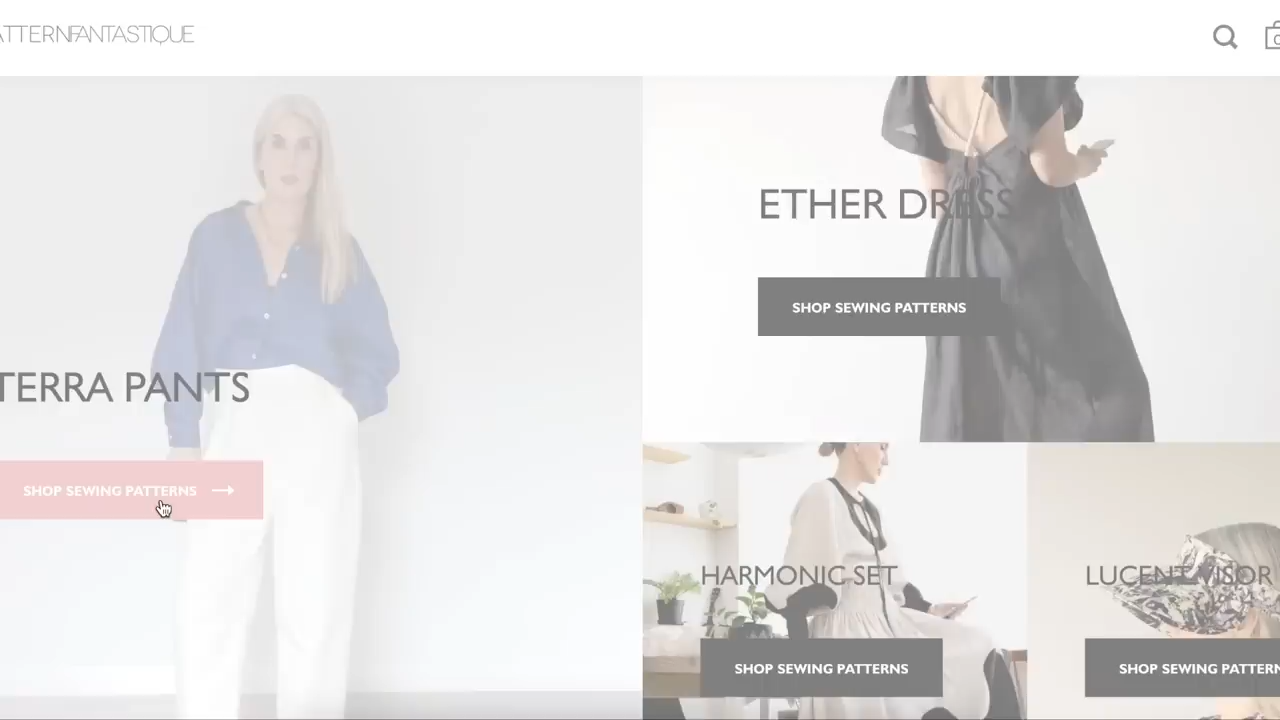 ATTERNFANTASTIQUE
0
TERRA PANTS
SHOP SEWING PATTERNS
ETHER DRESS
SHOP SEWING PATTERNS
HARMONIC SET
SHOP SEWING PATTERNS
LUCENT VISOR
SHOP SEWING PATTERN